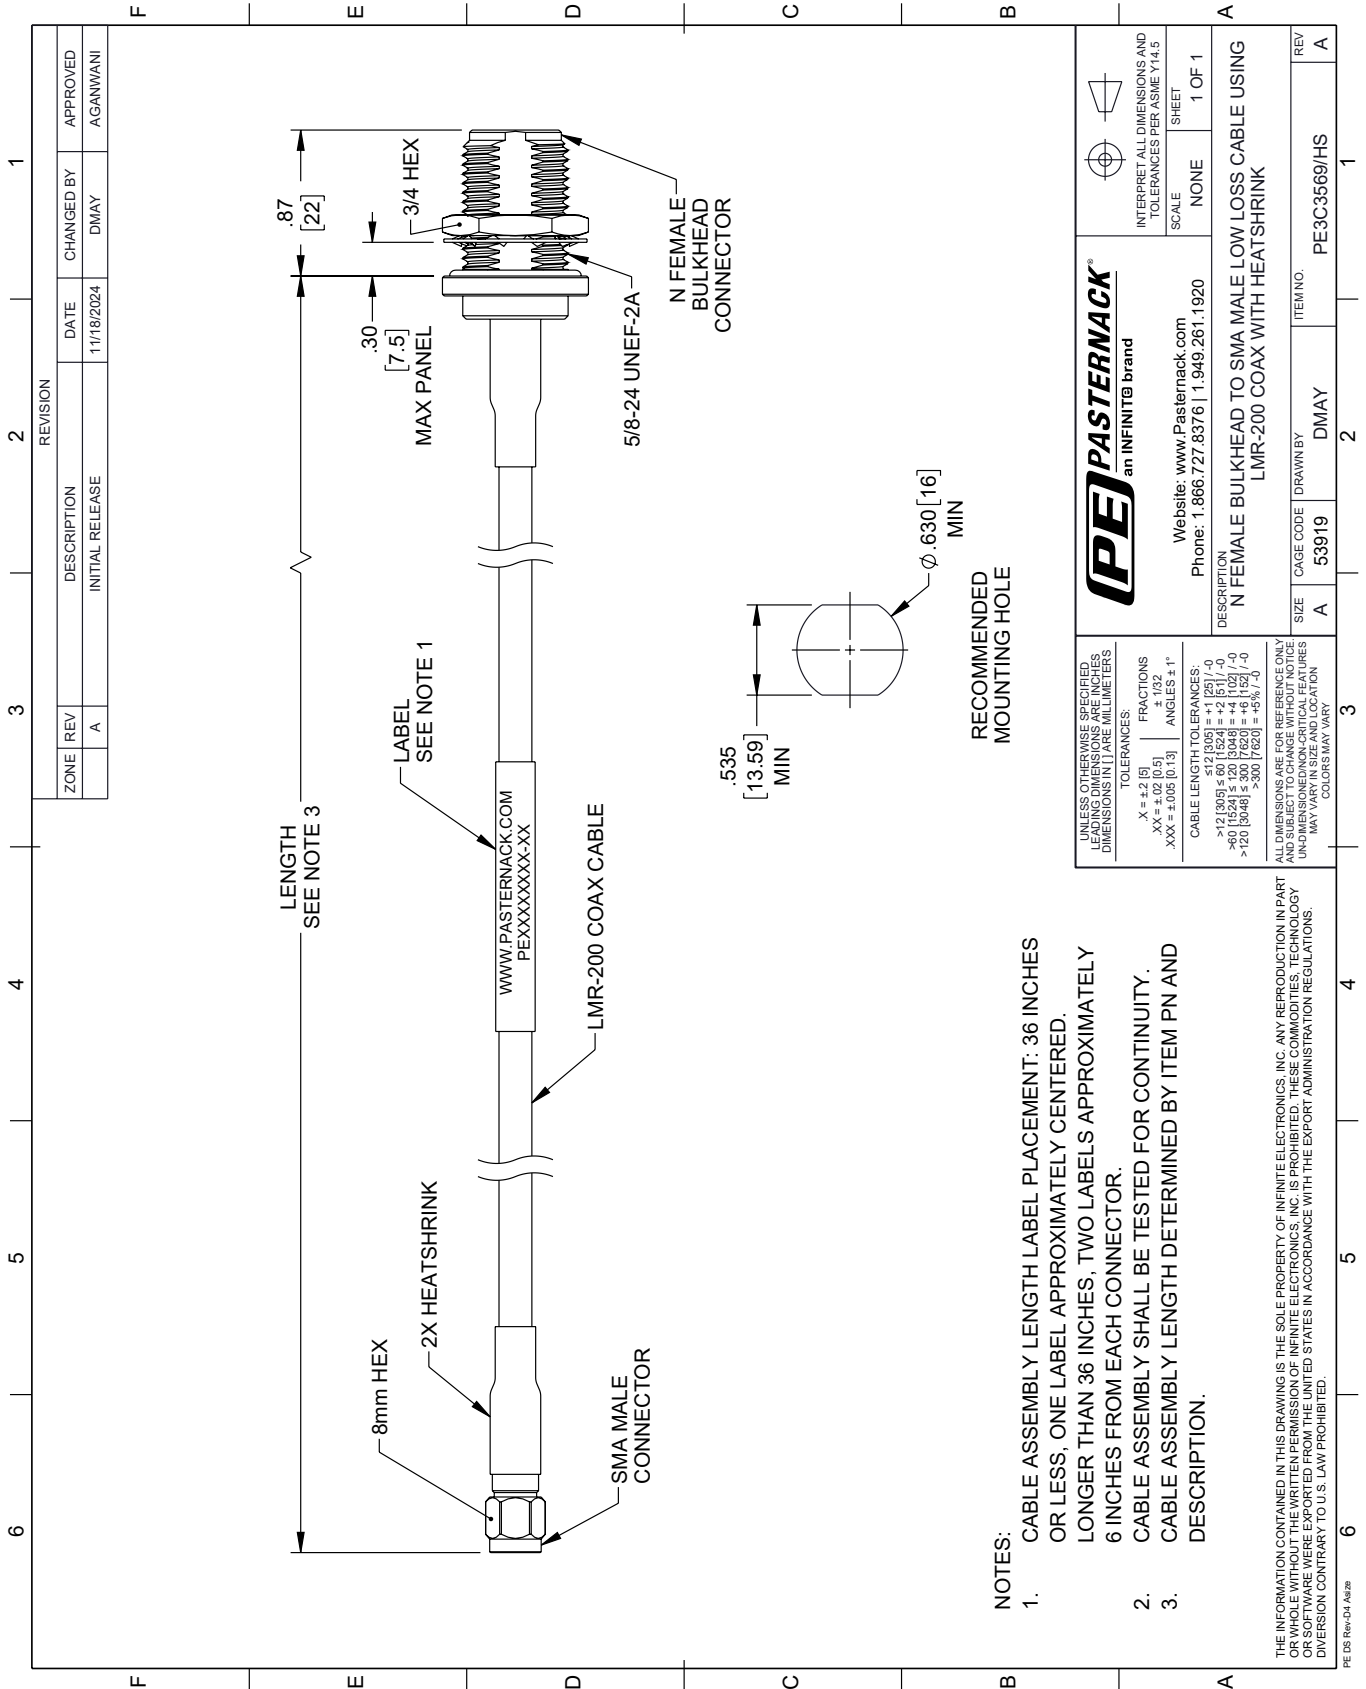 6
5
4
3
2
1
F
E
D
C
B
A
F
E
D
C
B
A
6
5
4
3
2
1
REVISION
ZONE REV DESCRIPTION DATE CHANGED BY APPROVED
A INITIAL RELEASE 11/18/2024 DMAY AGANWANI
LENGTH
SEE NOTE 3
.87
[22]
.30
[7.5]
MAX PANEL
3/4 HEX
8mm HEX
2X HEATSHRINK
LABEL
SEE NOTE 1
WWW.PASTERNACK.COM
PEXXXXXXXX-XX
SMA MALE
CONNECTOR
LMR-200 COAX CABLE
5/8-24 UNEF-2A
N FEMALE
BULKHEAD
CONNECTOR
.535
[13.59]
MIN
Ø.630 [16]
MIN
RECOMMENDED
MOUNTING HOLE
NOTES:
1. CABLE ASSEMBLY LENGTH LABEL PLACEMENT: 36 INCHES
OR LESS, ONE LABEL APPROXIMATELY CENTERED.
LONGER THAN 36 INCHES, TWO LABELS APPROXIMATELY
6 INCHES FROM EACH CONNECTOR.
2. CABLE ASSEMBLY SHALL BE TESTED FOR CONTINUITY.
3. CABLE ASSEMBLY LENGTH DETERMINED BY ITEM PN AND
DESCRIPTION.
THE INFORMATION CONTAINED IN THIS DRAWING IS THE SOLE PROPERTY OF INFINITE ELECTRONICS, INC. ANY REPRODUCTION IN PART
OR WHOLE WITHOUT THE WRITTEN PERMISSION OF INFINITE ELECTRONICS, INC. IS PROHIBITED. THESE COMMODITIES, TECHNOLOGY
OR SOFTWARE WERE EXPORTED FROM THE UNITED STATES IN ACCORDANCE WITH THE EXPORT ADMINISTRATION REGULATIONS.
DIVERSION CONTRARY TO U.S. LAW PROHIBITED.
UNLESS OTHERWISE SPECIFIED
LEADING DIMENSIONS ARE INCHES
DIMENSIONS IN [ ] ARE MILLIMETERS
TOLERANCES:
.X = ±.2 [5] FRACTIONS
.XX = ±.02 [0.5] ± 1/32
.XXX = ±.005 [0.13] ANGLES ± 1°
CABLE LENGTH TOLERANCES:
≤12 [305] = +1 [25] / -0
>12 [305] ≤ 60 [1524] = +2 [51] / -0
>60 [1524] ≤ 120 [3048] = +4 [102] / -0
>120 [3048] ≤ 300 [7620] = +6 [152] / -0
>300 [7620] = +5% / -0
ALL DIMENSIONS ARE FOR REFERENCE ONLY
AND SUBJECT TO CHANGE WITHOUT NOTICE.
UN-DIMENSIONED/NON-CRITICAL FEATURES
MAY VARY IN SIZE AND LOCATION
COLORS MAY VARY
PE PASTERNACK®
an INFINIT@ brand
Website: www.Pasternack.com
Phone: 1.866.727.8376 | 1.949.261.1920
INTERPRET ALL DIMENSIONS AND
TOLERANCES PER ASME Y14.5
SCALE NONE
SHEET 1 OF 1
DESCRIPTION
N FEMALE BULKHEAD TO SMA MALE LOW LOSS CABLE USING
LMR-200 COAX WITH HEATSHRINK
SIZE A
CAGE CODE 53919
DRAWN BY DMAY
ITEM NO. PE3C3569/HS
REV A
PE DS Rev-D4 Asize